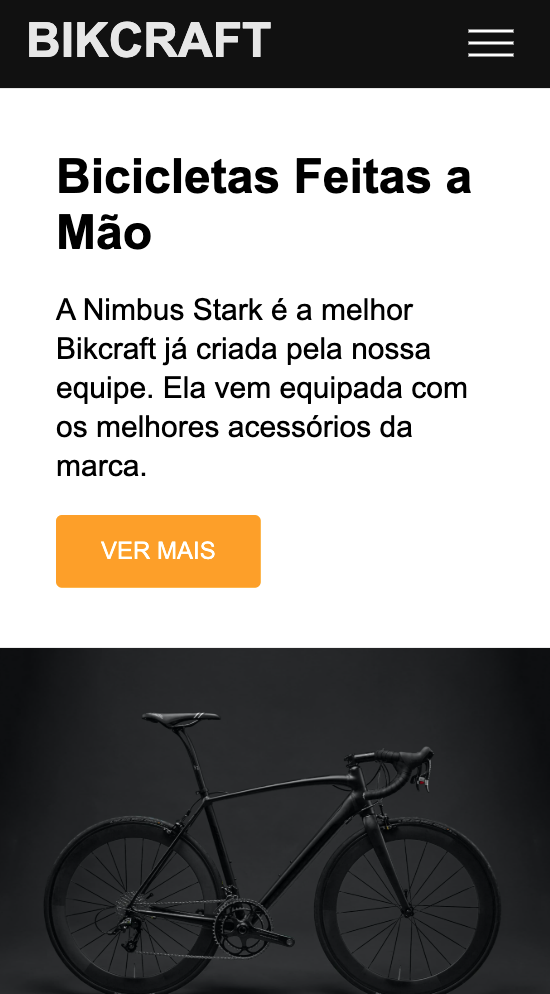 BIKCRAFT
Bicicletas Feitas a
Mão
A Nimbus Stark é a melhor
Bikcraft já criada pela nossa
equipe. Ela vem equipada com
os melhores acessórios da
marca.
VER MAIS